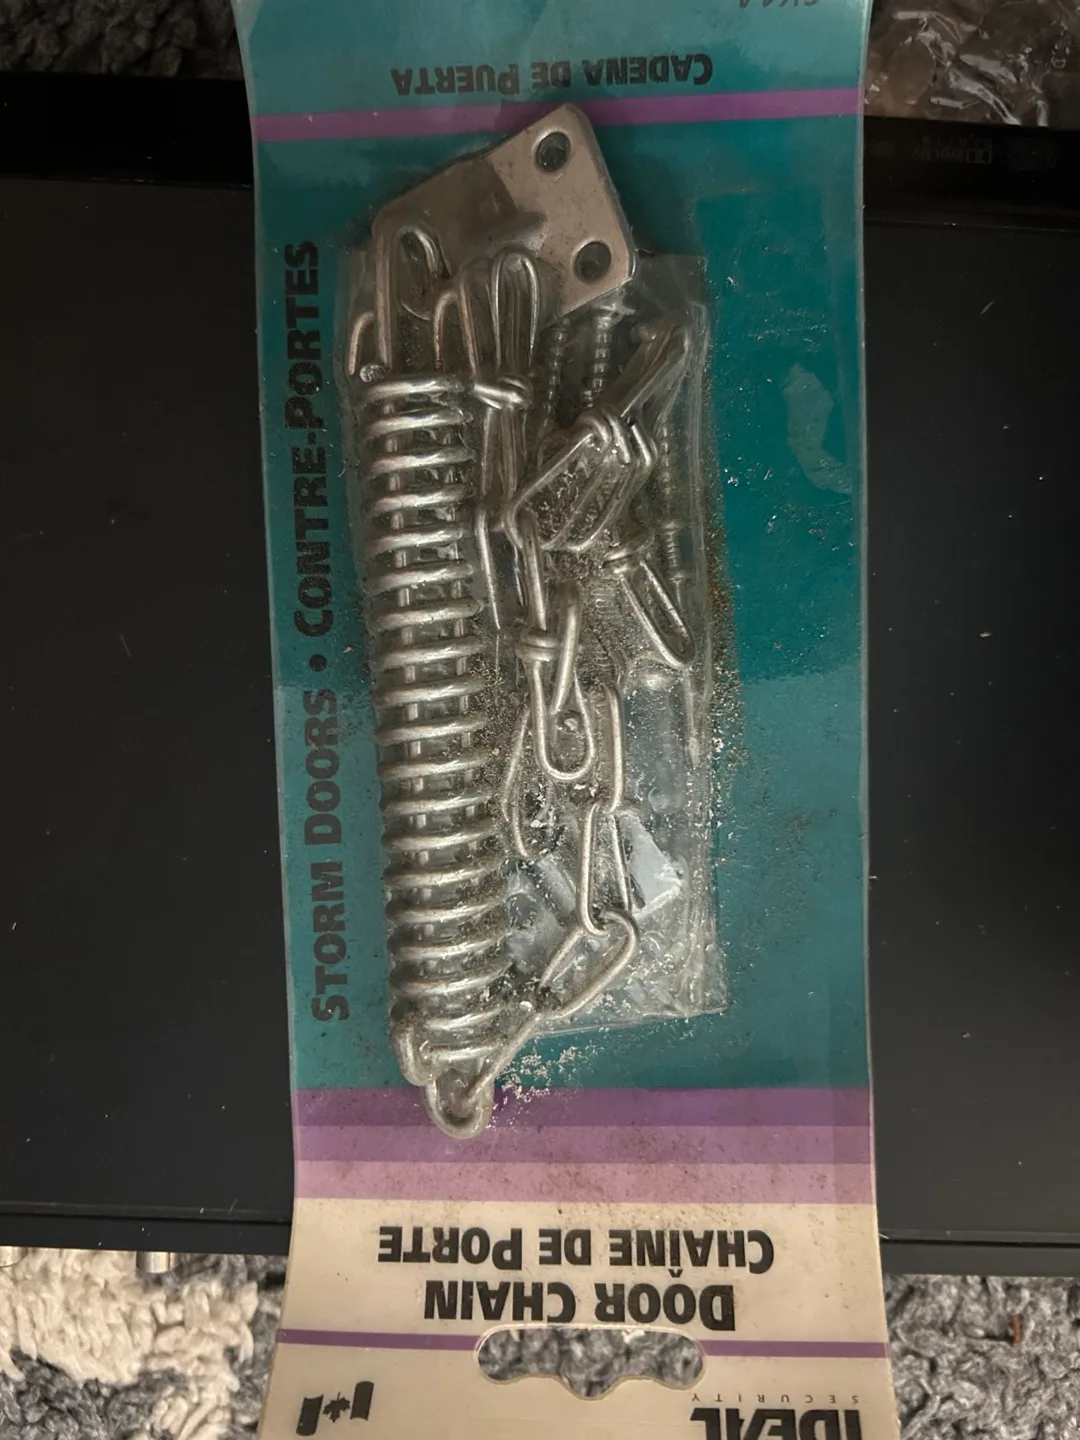 IDEAL
SECURITY
DOOR CHAIN
CHAÎNE DE PORTE
STORM DOORS • CONTRE-PORTES
CADENA DE PUERTA